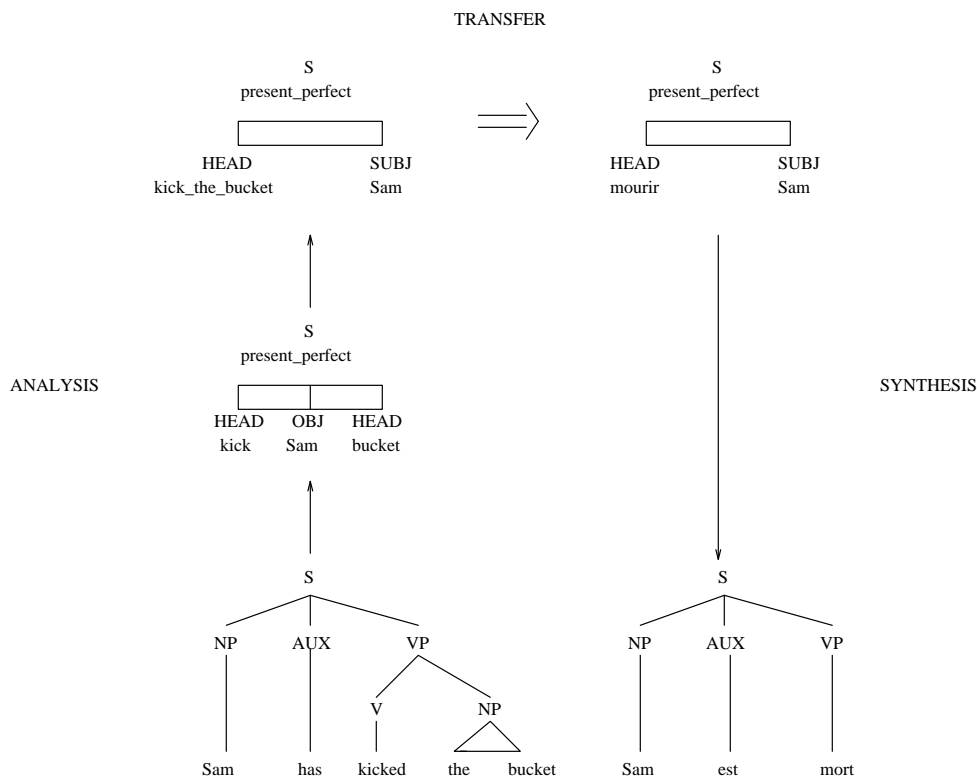 TRANSFER
S S
present_perfect present_perfect
HEAD SUBJ HEAD SUBJ
kick_the_bucket Sam mourir Sam
S
present_perfect
ANALYSIS SYNTHESIS
HEAD OBJ HEAD
kick Sam bucket
S S
NP AUX VP NP AUX VP
V NP
Sam has kicked the bucket Sam est mort